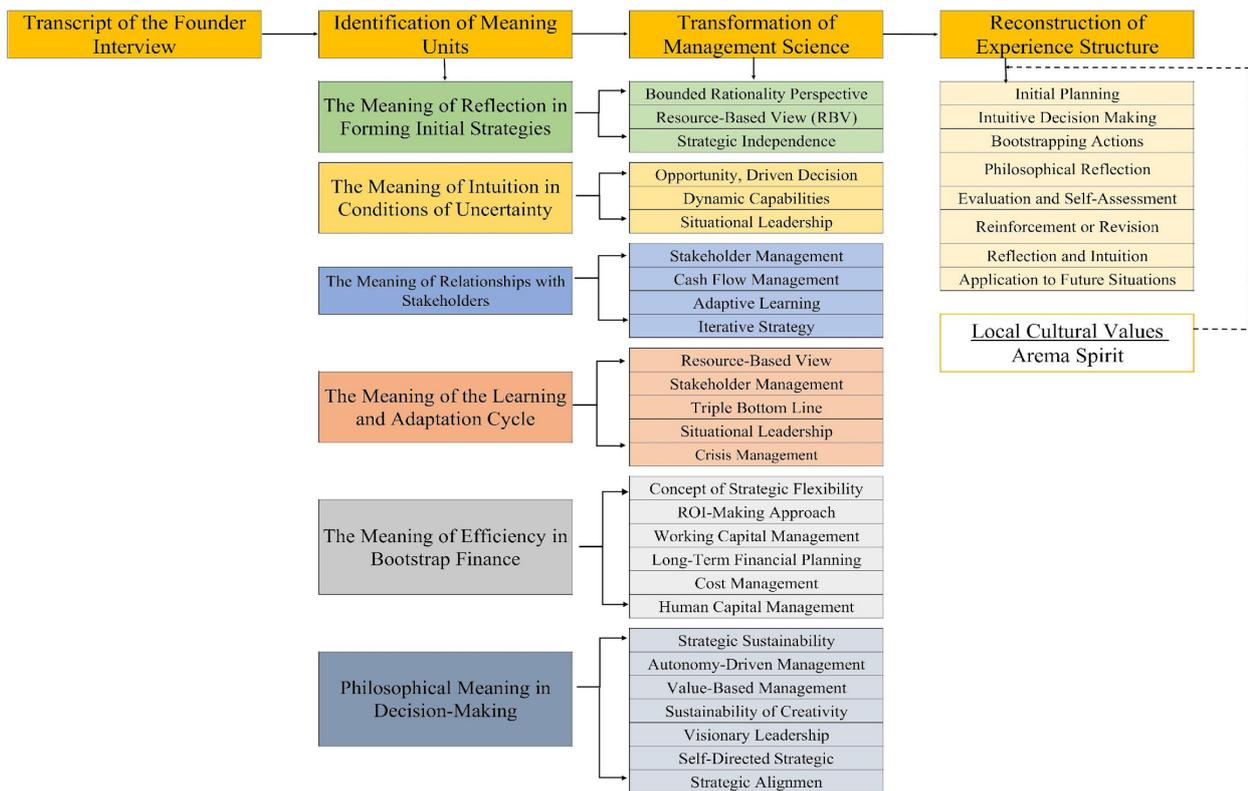 Transcript of the Founder
Interview
Identification of Meaning
Units
Transformation of
Management Science
Reconstruction of
Experience Structure
The Meaning of Reflection in
Forming Initial Strategies
Bounded Rationality Perspective
Resource-Based View (RBV)
Strategic Independence
The Meaning of Intuition in
Conditions of Uncertainty
Opportunity, Driven Decision
Dynamic Capabilities
Situational Leadership
The Meaning of Relationships with
Stakeholders
Stakeholder Management
Cash Flow Management
Adaptive Learning
Iterative Strategy
The Meaning of the Learning
and Adaptation Cycle
Resource-Based View
Stakeholder Management
Triple Bottom Line
Situational Leadership
Crisis Management
The Meaning of Efficiency in
Bootstrap Finance
Concept of Strategic Flexibility
ROI-Making Approach
Working Capital Management
Long-Term Financial Planning
Cost Management
Human Capital Management
Philosophical Meaning in
Decision-Making
Strategic Sustainability
Autonomy-Driven Management
Value-Based Management
Sustainability of Creativity
Visionary Leadership
Self-Directed Strategic
Strategic Alignmen
Initial Planning
Intuitive Decision Making
Bootstrapping Actions
Philosophical Reflection
Evaluation and Self-Assessment
Reinforcement or Revision
Reflection and Intuition
Application to Future Situations
Local Cultural Values
Arema Spirit